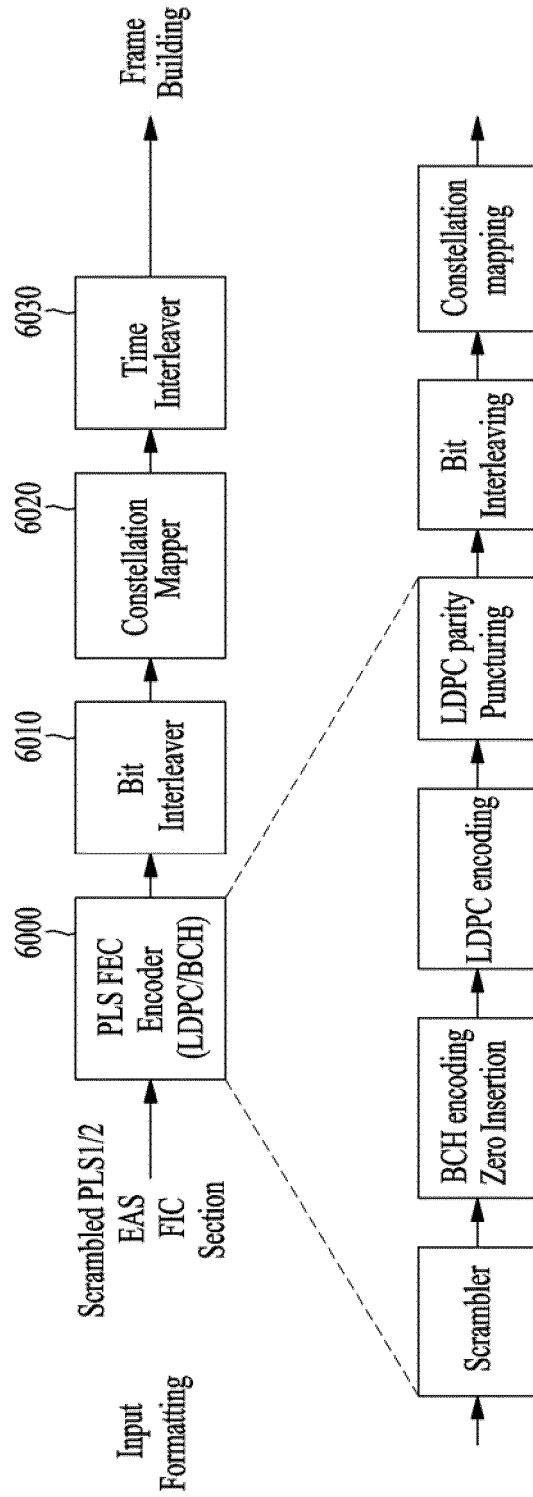 Input
Formatting
Scrambled PLS1/2
EAS
FIC
Section
6000
PLS FEC
Encoder
(LDPC/BCH)
6010
Bit
Interleaver
6020
Constellation
Mapper
6030
Time
Interleaver
Frame
Building
Scrambler
BCH encoding
Zero Insertion
LDPC encoding
LDPC parity
Puncturing
Bit
Interleaving
Constellation
mapping